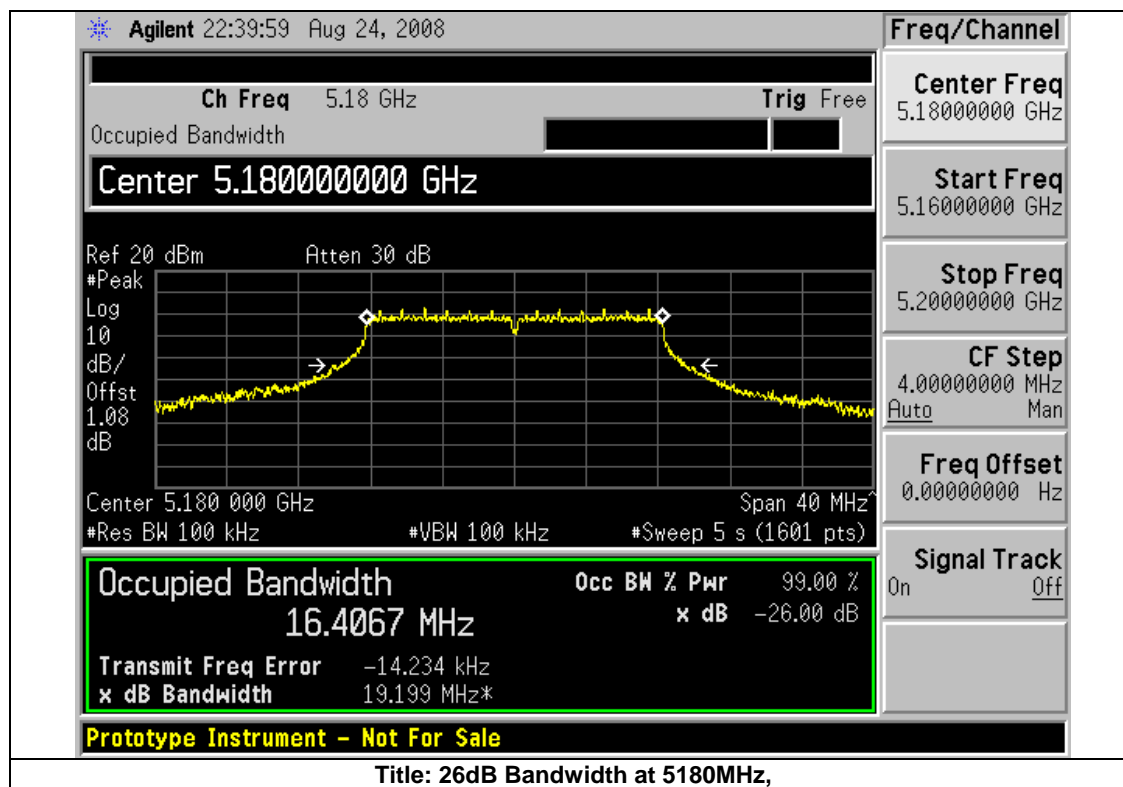 Agilent 22:39:59 Aug 24, 2008
Freq/Channel
Ch Freq 5.18 GHz Trig Free
Occupied Bandwidth
Center 5.180000000 GHz
Ref 20 dBm Atten 30 dB
#Peak
Log
10
dB/
Offst
1.08
dB
Center 5.180 000 GHz Span 40 MHz^
#Res BW 100 kHz #VBW 100 kHz #Sweep 5 s (1601 pts)
Occupied Bandwidth Occ BW % Pwr 99.00 %
16.4067 MHz x dB -26.00 dB
Transmit Freq Error -14.234 kHz
x dB Bandwidth 19.199 MHz*
Prototype Instrument - Not For Sale
Center Freq
5.18000000 GHz
Start Freq
5.16000000 GHz
Stop Freq
5.20000000 GHz
CF Step
4.00000000 MHz
Auto Man
Freq Offset
0.00000000 Hz
Signal Track
On Off
Title: 26dB Bandwidth at 5180MHz,